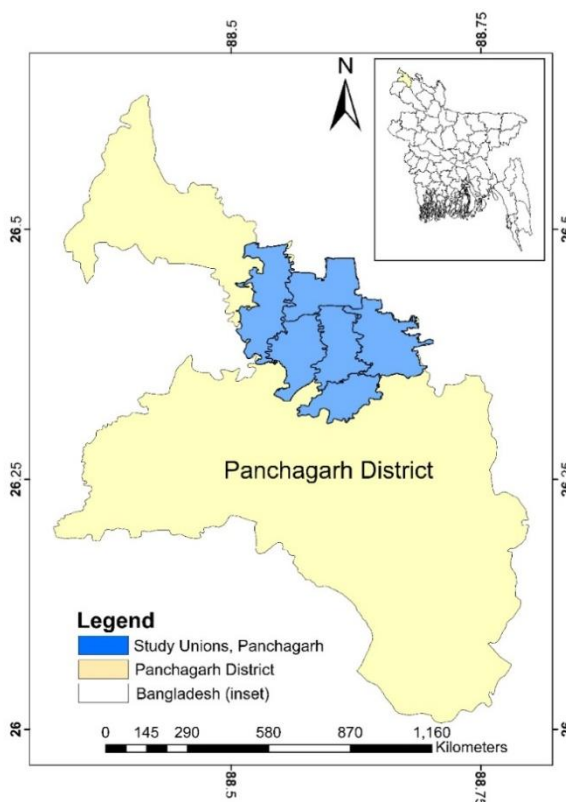 88.5 88.75
N
26.5 26.5
Panchagarh District
26.25 26.25
Legend
Study Unions, Panchagarh
Panchagarh District
Bangladesh (inset)
26 26
0 145 290 580 870 1,160
Kilometers
88.5 88.75